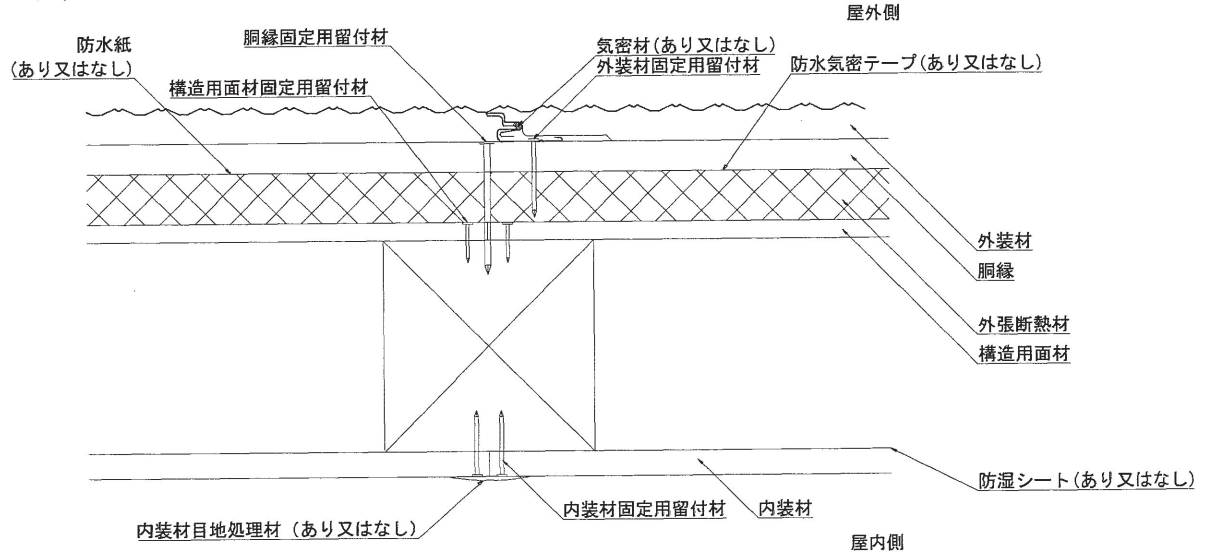 屋外側
防水紙
(あり又はなし)
胴縁固定用留付材
構造用面材固定用留付材
気密材(あり又はなし)
外装材固定用留付材
防水気密テープ(あり又はなし)
外装材
胴縁
外張断熱材
構造用面材
防湿シート(あり又はなし)
内装材固定用留付材
内装材
内装材目地処理材 (あり又はなし)
屋内側